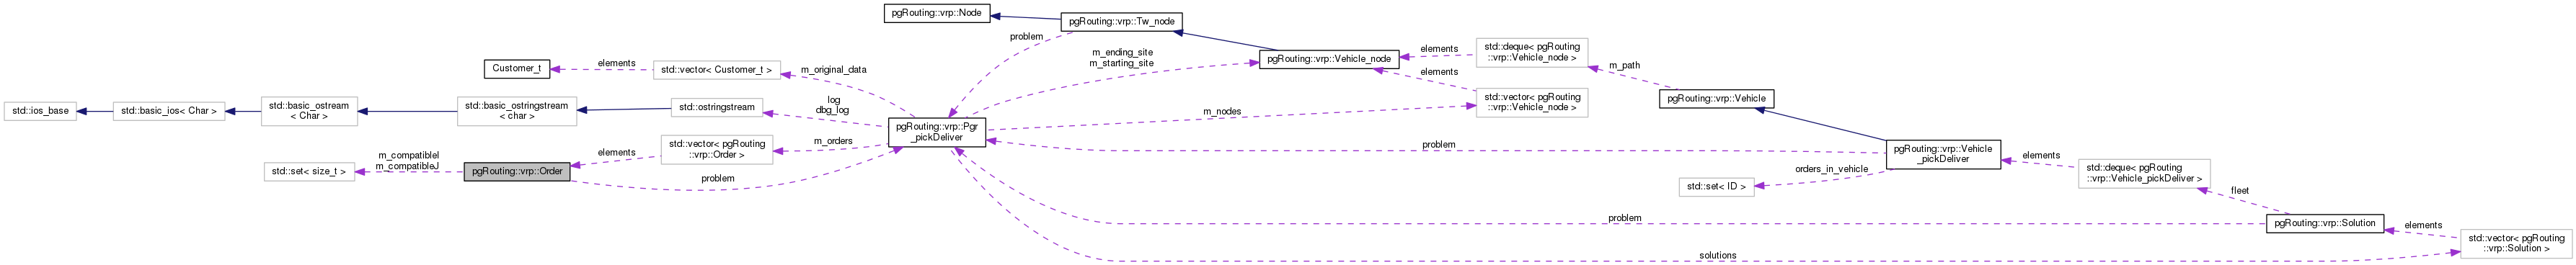 pgRouting::vrp::Node
pgRouting::vrp::Tw_node
problem
m_ending_site
m_starting_site
pgRouting::vrp::Vehicle_node
elements
std::deque< pgRouting
::vrp::Vehicle_node >
elements
std::vector< pgRouting
::vrp::Vehicle_node >
m_path
pgRouting::vrp::Vehicle
Customer_t
elements
std::vector< Customer_t >
m_original_data
std::ios_base
std::basic_ios< Char >
std::basic_ostream
< Char >
std::basic_ostringstream
< char >
std::ostringstream
log
dbg_log
pgRouting::vrp::Pgr
_pickDeliver
m_nodes
std::set< size_t >
m_compatibleI
m_compatibleJ
pgRouting::vrp::Order
elements
std::vector< pgRouting
::vrp::Order >
m_orders
problem
problem
pgRouting::vrp::Vehicle
_pickDeliver
orders_in_vehicle
std::set< ID >
elements
std::deque< pgRouting
::vrp::Vehicle_pickDeliver >
fleet
problem
pgRouting::vrp::Solution
elements
std::vector< pgRouting
::vrp::Solution >
solutions